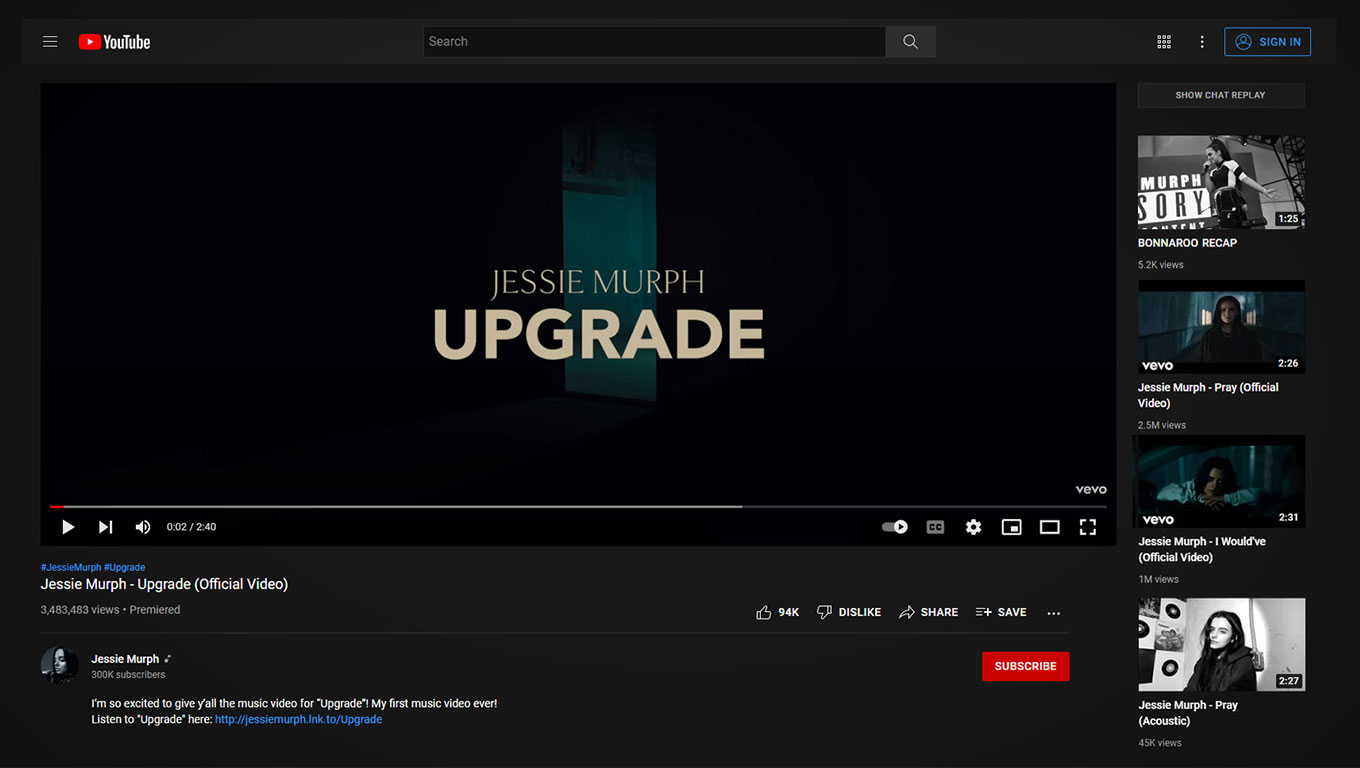 YouTube
Search
SIGN IN
JESSIE MURPH
UPGRADE
vevo
0:02 / 2:40
CC
#JessieMurph #Upgrade
Jessie Murph - Upgrade (Official Video)
3,483,483 views • Premiered
94K
DISLIKE
SHARE
SAVE
Jessie Murph
300K subscribers
SUBSCRIBE
I'm so excited to give y'all the music video for “Upgrade”! My first music video ever!
Listen to "Upgrade" here: http://jessiemurph.lnk.to/Upgrade
SHOW CHAT REPLAY
MURPH
SORY
CONTENT
1:25
BONNAROO RECAP
5.2K views
vevo
2:26
Jessie Murph - Pray (Official
Video)
2.5M views
vevo
2:31
Jessie Murph - I Would've
(Official Video)
1M views
2:27
Jessie Murph - Pray
(Acoustic)
45K views